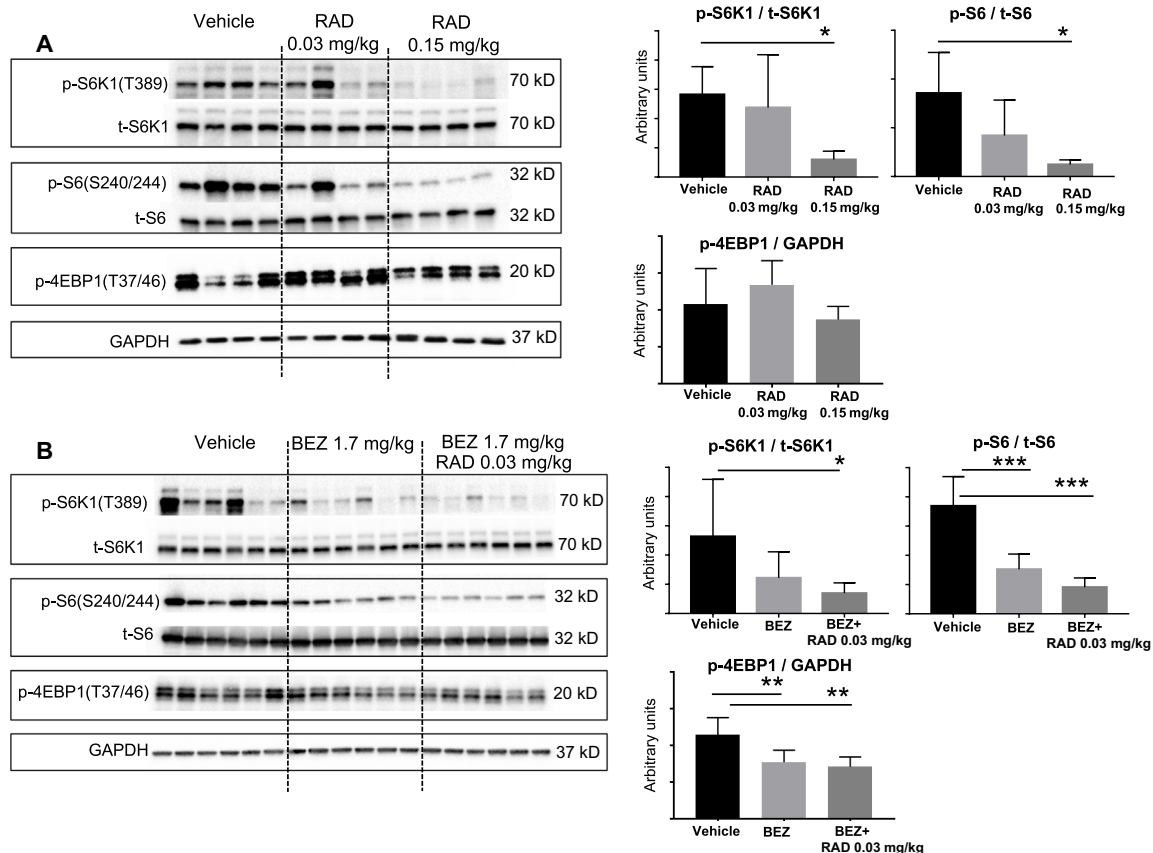 A
Vehicle
RAD
0.03 mg/kg
RAD
0.15 mg/kg
p-S6K1(T389)
70 kD
t-S6K1
70 kD
p-S6(S240/244)
32 kD
t-S6
32 kD
p-4EBP1(T37/46)
20 kD
GAPDH
37 kD
p-S6K1 / t-S6K1
*
Arbitrary units
Vehicle
RAD
0.03 mg/kg
RAD
0.15 mg/kg
p-S6 / t-S6
*
Vehicle
RAD
0.03 mg/kg
RAD
0.15 mg/kg
p-4EBP1 / GAPDH
Arbitrary units
Vehicle
RAD
0.03 mg/kg
RAD
0.15 mg/kg
B
Vehicle
BEZ 1.7 mg/kg
BEZ 1.7 mg/kg
RAD 0.03 mg/kg
p-S6K1(T389)
70 kD
t-S6K1
70 kD
p-S6(S240/244)
32 kD
t-S6
32 kD
p-4EBP1(T37/46)
20 kD
GAPDH
37 kD
p-S6K1 / t-S6K1
*
Arbitrary units
Vehicle
BEZ
BEZ+
RAD 0.03 mg/kg
p-S6 / t-S6
***
***
Vehicle
BEZ
BEZ+
RAD 0.03 mg/kg
p-4EBP1 / GAPDH
**
**
Arbitrary units
Vehicle
BEZ
BEZ+
RAD 0.03 mg/kg